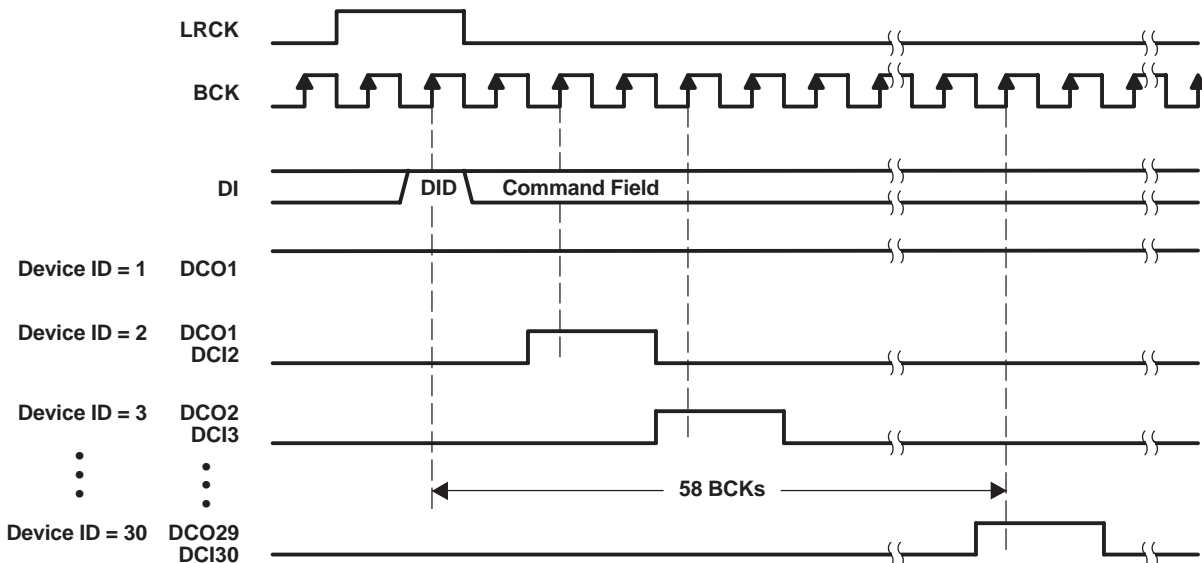 LRCK
BCK
DI
DID
Command Field
Device ID = 1
DCO1
Device ID = 2
DCO1
DCI2
Device ID = 3
DCO2
DCI3
58 BCKs
Device ID = 30
DCO29
DCI30